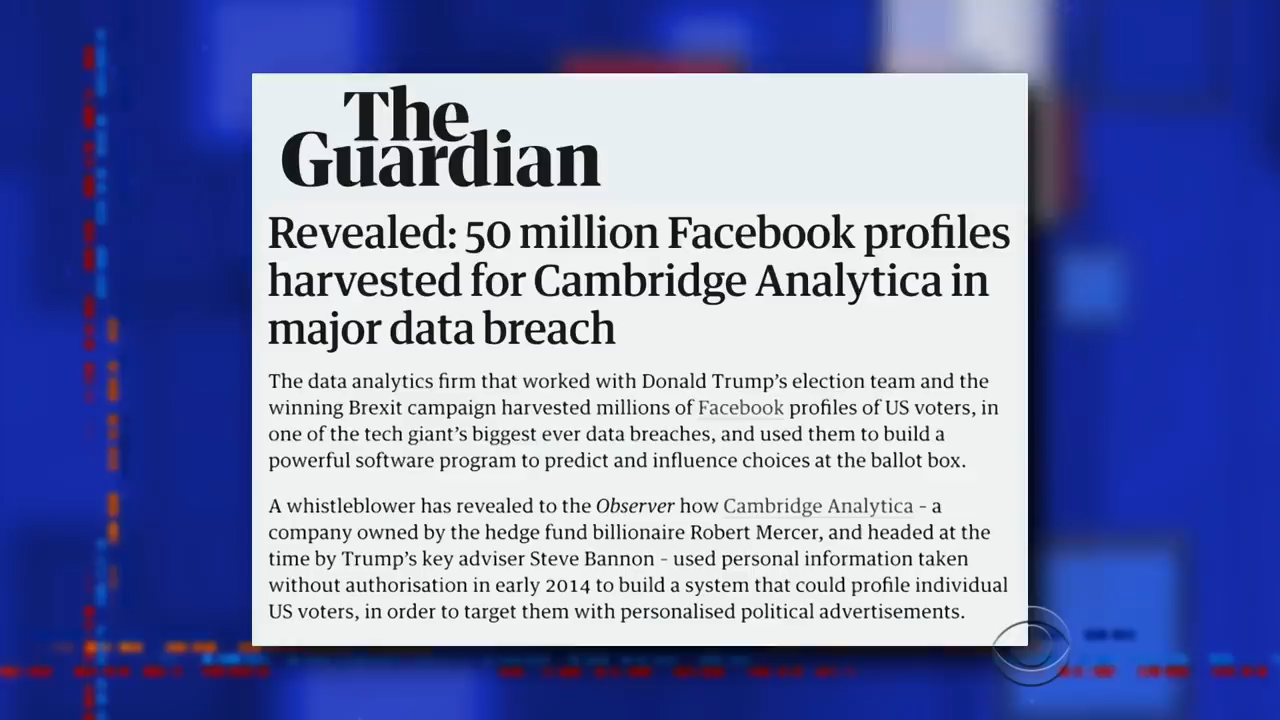 The
Guardian
Revealed: 50 million Facebook profiles
harvested for Cambridge Analytica in
major data breach
The data analytics firm that worked with Donald Trump’s election team and the
winning Brexit campaign harvested millions of Facebook profiles of US voters, in
one of the tech giant’s biggest ever data breaches, and used them to build a
powerful software program to predict and influence choices at the ballot box.
A whistleblower has revealed to the Observer how Cambridge Analytica – a
company owned by the hedge fund billionaire Robert Mercer, and headed at the
time by Trump’s key adviser Steve Bannon – used personal information taken
without authorisation in early 2014 to build a system that could profile individual
US voters, in order to target them with personalised political advertisements.